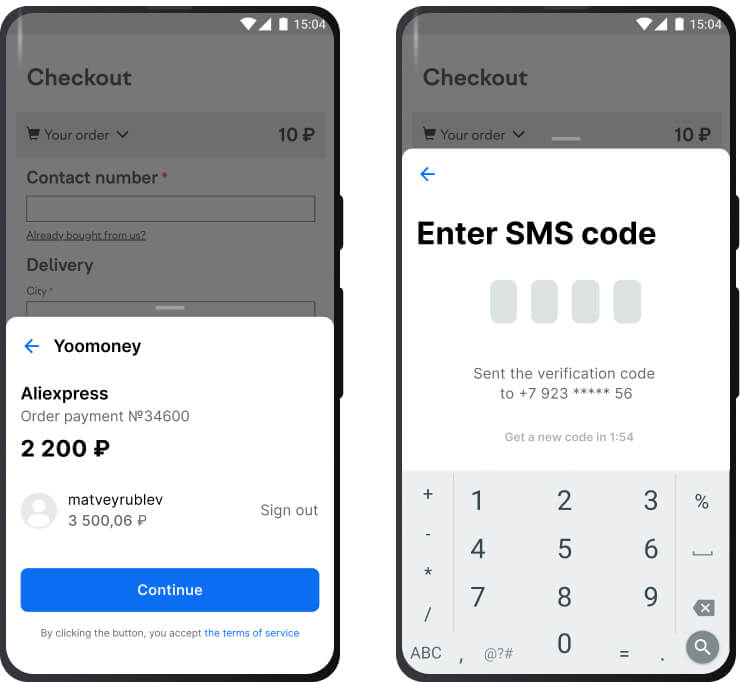 15:04
Checkout
Your order 10 ₽
Contact number *
Already bought from us?
Delivery
City *
Yoomoney
Aliexpress
Order payment №34600
2 200 ₽
matveyrublev
3 500,06 ₽
Sign out
Continue
By clicking the button, you accept the terms of service
15:04
Checkout
Your order 10 ₽
Enter SMS code
Sent the verification code
to +7 923 ***** 56
Get a new code in 1:54
+ 1 2 3 %
- 4 5 6
* 7 8 9
/ 0
ABC , @?# = .